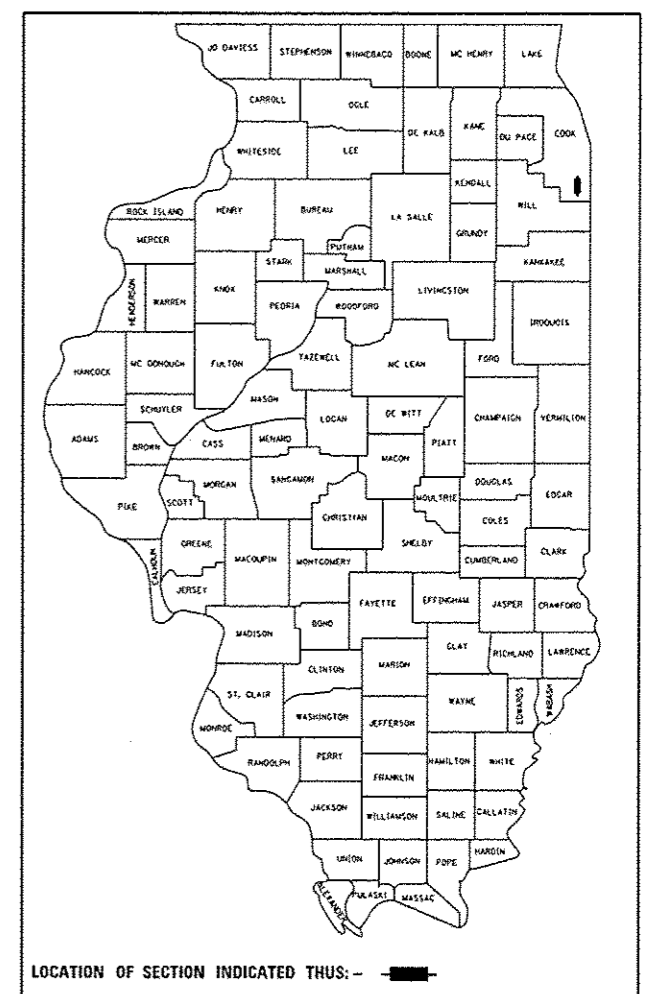 JO DAVIESS STEPHENSON WINNEBAGO BOONE MC HENRY LAKE
CARROLL OGLE DE KALB KANE DU PAGE COOK
WHITESIDE LEE KENDALL WILL
ROCK ISLAND HENRY BUREAU LA SALLE GRUNDY
MERCER PUTNAM KANKAKEE
STARK MARSHALL
HENDERSON WARREN KNOX PEORIA WOODFORD LIVINGSTON IROQUOIS
HANCOCK MC DONOUGH FULTON TAZEWELL MC LEAN FORD
MASON
SCHUYLER LOGAN DE WITT CHAMPAIGN VERMILION
ADAMS BROWN CASS MENARD MACON PIATT
MORGAN SANGAMON DOUGLAS EDGAR
PIKE SCOTT CHRISTIAN MOULTRIE COLES
GREENE MACOUPIN MONTGOMERY SHELBY CUMBERLAND CLARK
CALHOUN JERSEY FAYETTE EFFINGHAM JASPER CRAWFORD
MADISON BOND
CLAY RICHLAND LAWRENCE
CLINTON MARION
ST. CLAIR WAYNE EDWARDS WABASH
MONROE WASHINGTON JEFFERSON
RANDOLPH PERRY HAMILTON WHITE
FRANKLIN
JACKSON WILLIAMSON SALINE GALLATIN
UNION JOHNSON POPE HARDIN
ALEXANDER PULASKI MASSAC
LOCATION OF SECTION INDICATED THUS: -